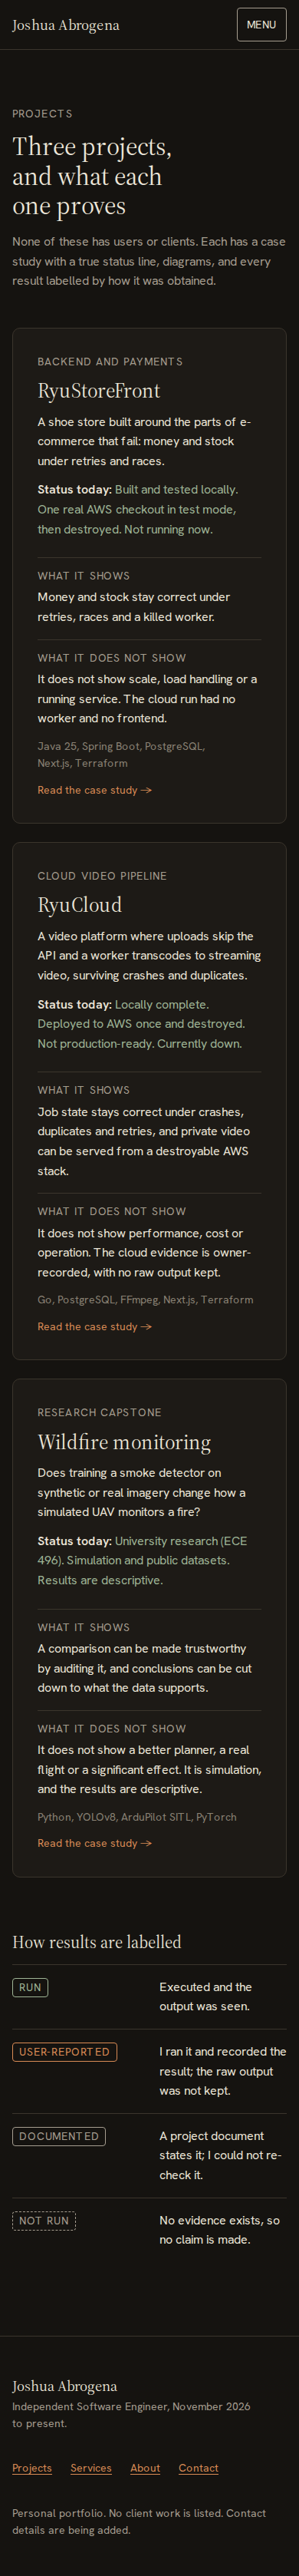 Joshua Abrogena
MENU
PROJECTS
Three projects,
and what each
one proves
None of these has users or clients. Each has a case
study with a true status line, diagrams, and every
result labelled by how it was obtained.
BACKEND AND PAYMENTS
RyuStoreFront
A shoe store built around the parts of e-
commerce that fail: money and stock
under retries and races.
Status today: Built and tested locally.
One real AWS checkout in test mode,
then destroyed. Not running now.
WHAT IT SHOWS
Money and stock stay correct under
retries, races and a killed worker.
WHAT IT DOES NOT SHOW
It does not show scale, load handling or a
running service. The cloud run had no
worker and no frontend.
Java 25, Spring Boot, PostgreSQL,
Next.js, Terraform
Read the case study →
CLOUD VIDEO PIPELINE
RyuCloud
A video platform where uploads skip the
API and a worker transcodes to streaming
video, surviving crashes and duplicates.
Status today: Locally complete.
Deployed to AWS once and destroyed.
Not production-ready. Currently down.
WHAT IT SHOWS
Job state stays correct under crashes,
duplicates and retries, and private video
can be served from a destroyable AWS
stack.
WHAT IT DOES NOT SHOW
It does not show performance, cost or
operation. The cloud evidence is owner-
recorded, with no raw output kept.
Go, PostgreSQL, FFmpeg, Next.js, Terraform
Read the case study →
RESEARCH CAPSTONE
Wildfire monitoring
Does training a smoke detector on
synthetic or real imagery change how a
simulated UAV monitors a fire?
Status today: University research (ECE
496). Simulation and public datasets.
Results are descriptive.
WHAT IT SHOWS
A comparison can be made trustworthy
by auditing it, and conclusions can be cut
down to what the data supports.
WHAT IT DOES NOT SHOW
It does not show a better planner, a real
flight or a significant effect. It is simulation,
and the results are descriptive.
Python, YOLOv8, ArduPilot SITL, PyTorch
Read the case study →
How results are labelled
RUN
Executed and the
output was seen.
USER-REPORTED
I ran it and recorded the
result; the raw output
was not kept.
DOCUMENTED
A project document
states it; I could not re-
check it.
NOT RUN
No evidence exists, so
no claim is made.
Joshua Abrogena
Independent Software Engineer, November 2026
to present.
Projects Services About Contact
Personal portfolio. No client work is listed. Contact
details are being added.